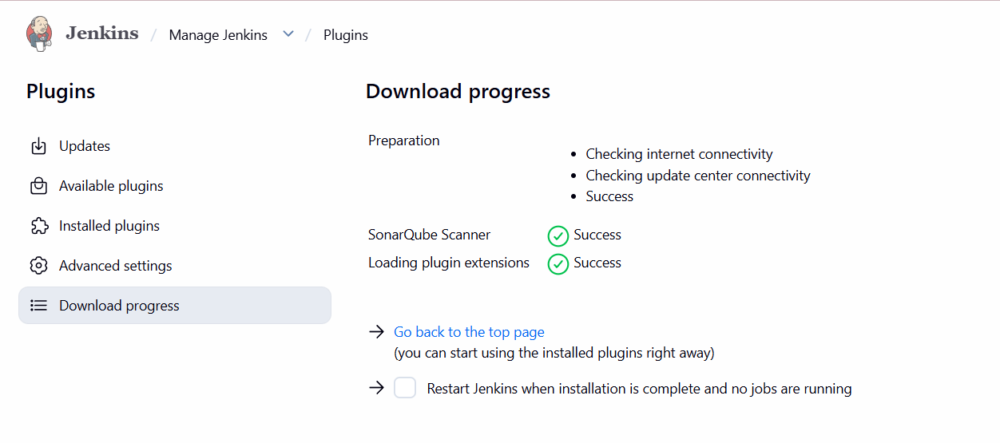 Jenkins / Manage Jenkins / Plugins
Plugins
Updates
Available plugins
Installed plugins
Advanced settings
Download progress
Download progress
Preparation
• Checking internet connectivity
• Checking update center connectivity
• Success
SonarQube Scanner Success
Loading plugin extensions Success
→ Go back to the top page
(you can start using the installed plugins right away)
→ Restart Jenkins when installation is complete and no jobs are running